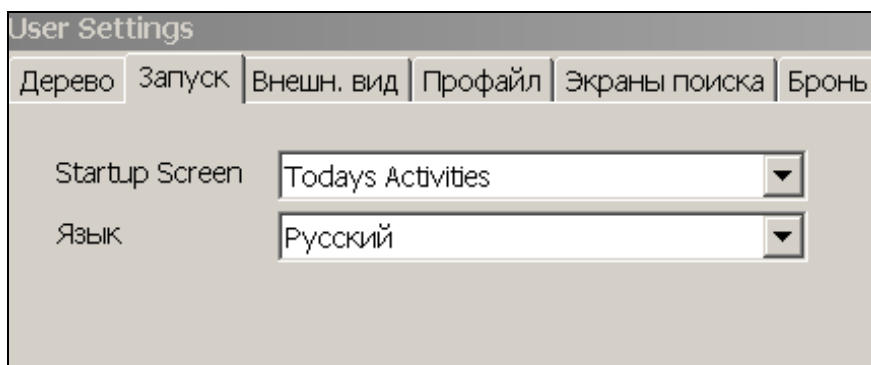 User Settings
Дерево Запуск Внешн. вид Профайл Экраны поиска Бронь
Startup Screen Todays Activities
Язык Русский